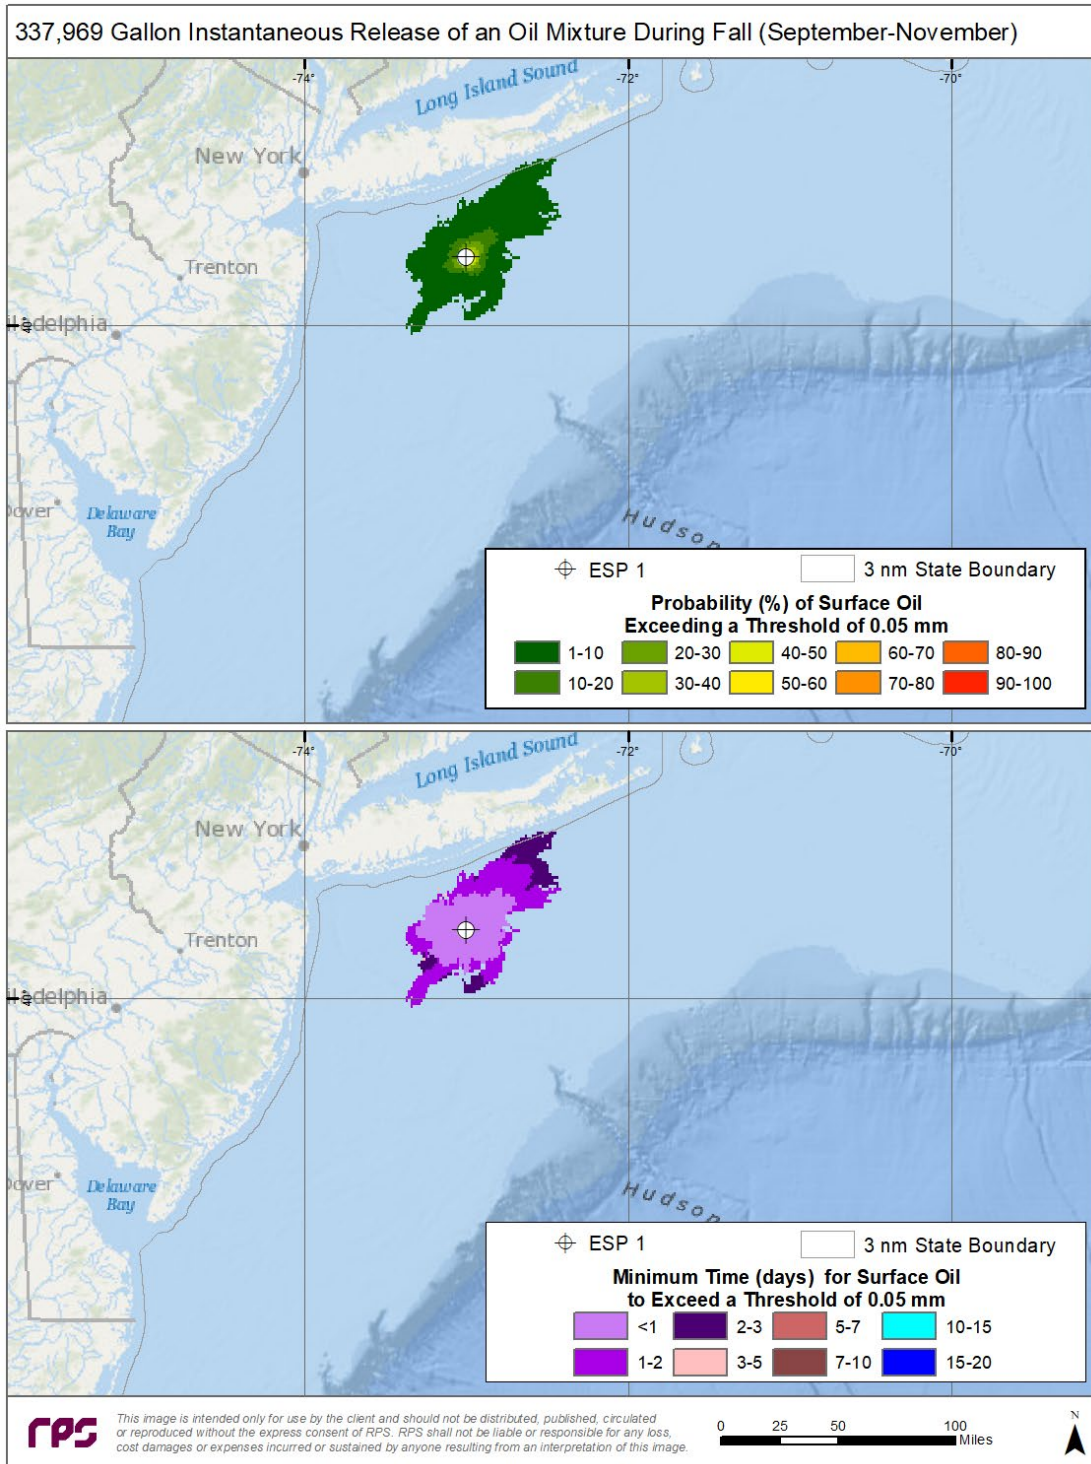 337,969 Gallon Instantaneous Release of an Oil Mixture During Fall (September-November)
-74° -72° -70°
Long Island Sound
New York
Trenton
iladelphia
40°
Dover
Delaware
Bay
Hudson
ESP 1 3 nm State Boundary
Probability (%) of Surface Oil
Exceeding a Threshold of 0.05 mm
1-10 20-30 40-50 60-70 80-90
10-20 30-40 50-60 70-80 90-100
-74° -72° -70°
Long Island Sound
New York
Trenton
iladelphia
40°
Dover
Delaware
Bay
Hudson
ESP 1 3 nm State Boundary
Minimum Time (days) for Surface Oil
to Exceed a Threshold of 0.05 mm
<1 2-3 5-7 10-15
1-2 3-5 7-10 15-20
rps
This image is intended only for use by the client and should not be distributed, published, circulated
or reproduced without the express consent of RPS. RPS shall not be liable or responsible for any loss,
cost damages or expenses incurred or sustained by anyone resulting from an interpretation of this image.
0 25 50 100
Miles
N